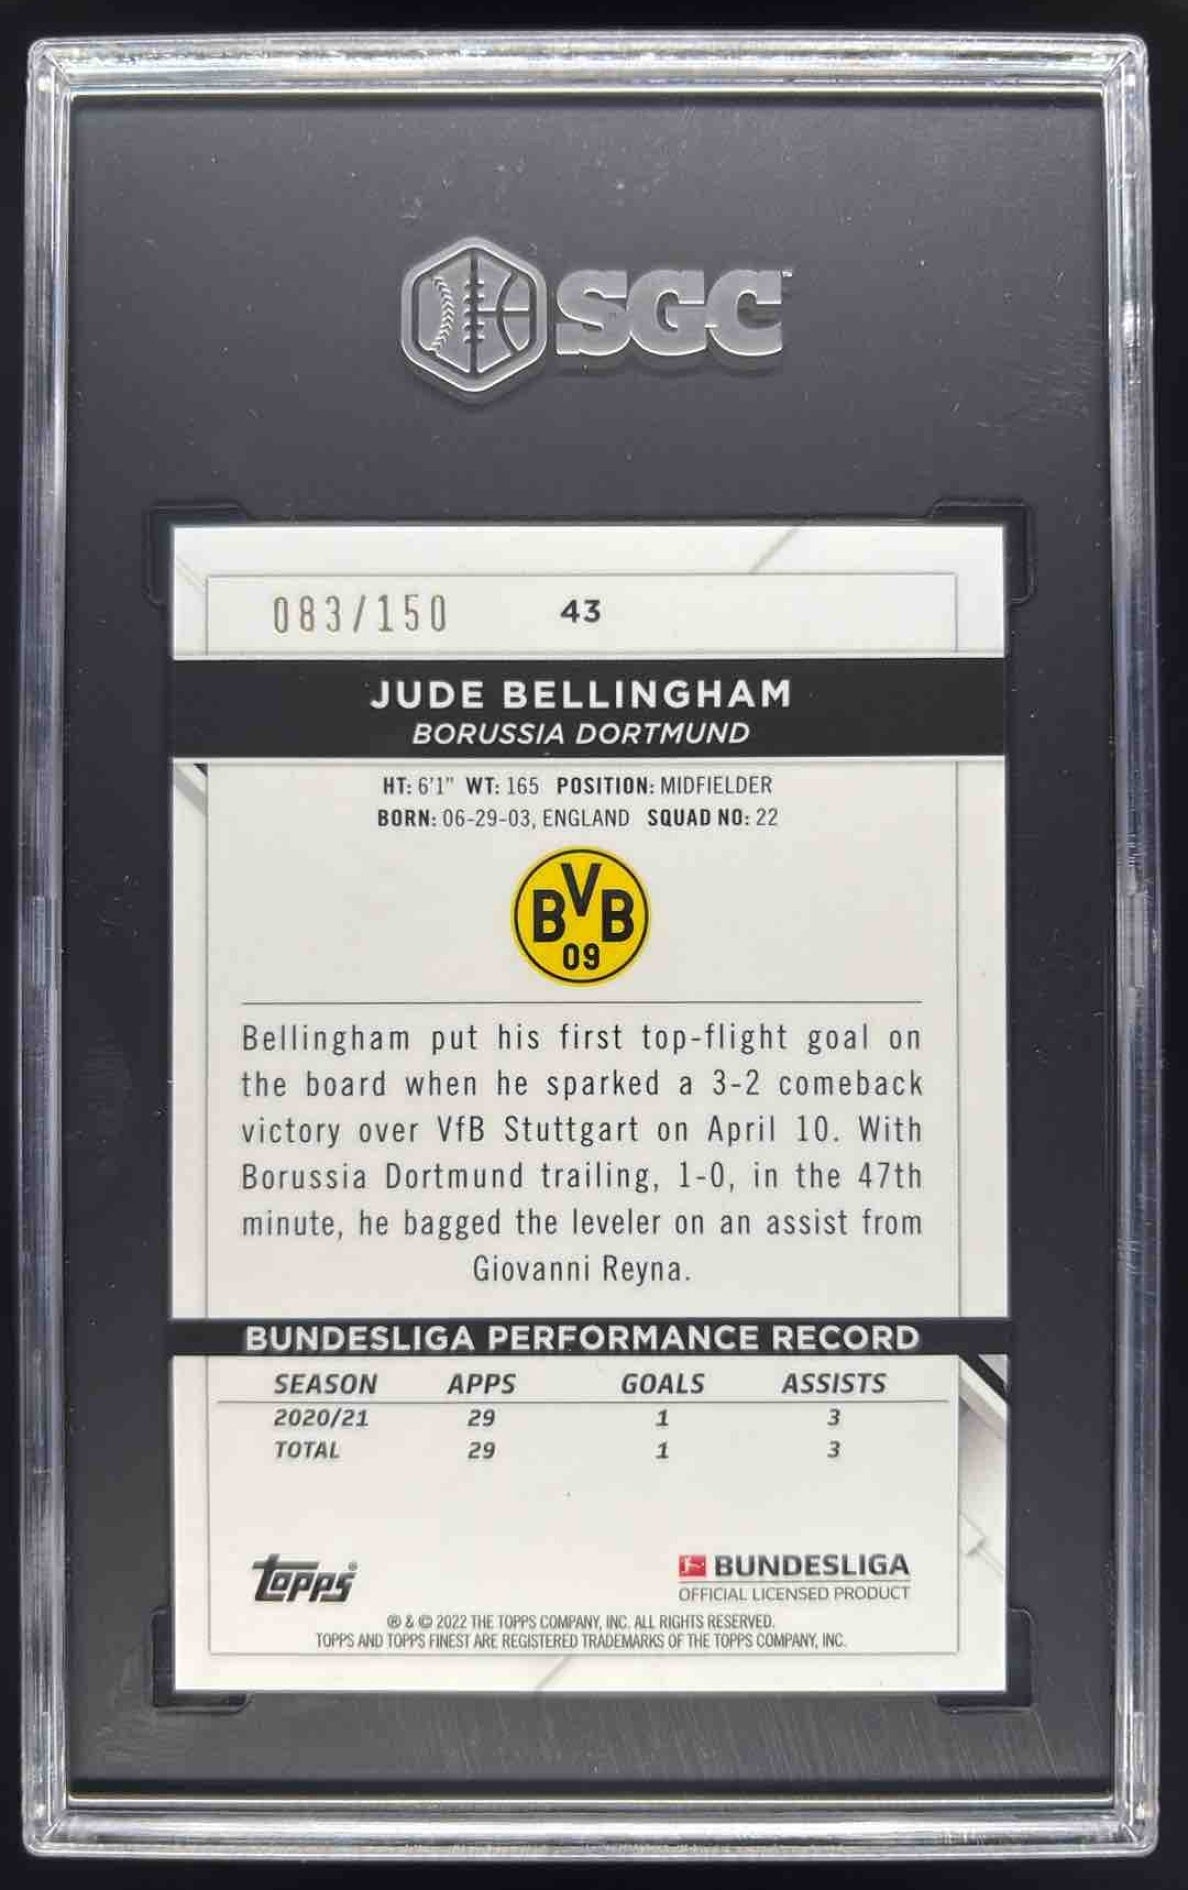 SGC
083/150 43
JUDE BELLINGHAM
BORUSSIA DORTMUND
HT: 6'1" WT: 165 POSITION: MIDFIELDER
BORN: 06-29-03, ENGLAND SQUAD NO: 22
BVB
09
Bellingham put his first top-flight goal on
the board when he sparked a 3-2 comeback
victory over VfB Stuttgart on April 10. With
Borussia Dortmund trailing, 1-0, in the 47th
minute, he bagged the leveler on an assist from
Giovanni Reyna.
BUNDESLIGA PERFORMANCE RECORD
SEASON APPS GOALS ASSISTS
2020/21 29 1 3
TOTAL 29 1 3
topps® BUNDESLIGA
OFFICIAL LICENSED PRODUCT
® & © 2022 THE TOPPS COMPANY, INC. ALL RIGHTS RESERVED.
TOPPS AND TOPPS FINEST ARE REGISTERED TRADEMARKS OF THE TOPPS COMPANY, INC.